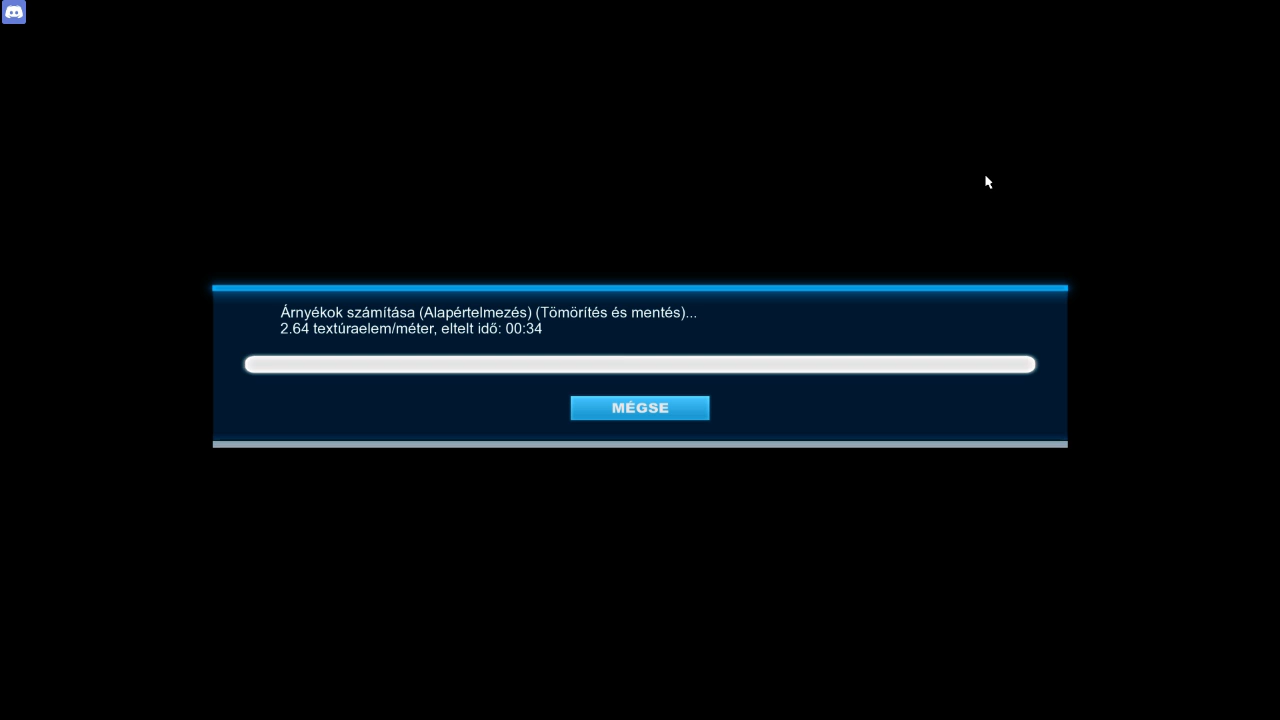 Árnyékok számítása (Alapértelmezés) (Tömörítés és mentés)...
2.64 textúraelem/méter, eltelt idő: 00:34
MÉGSE